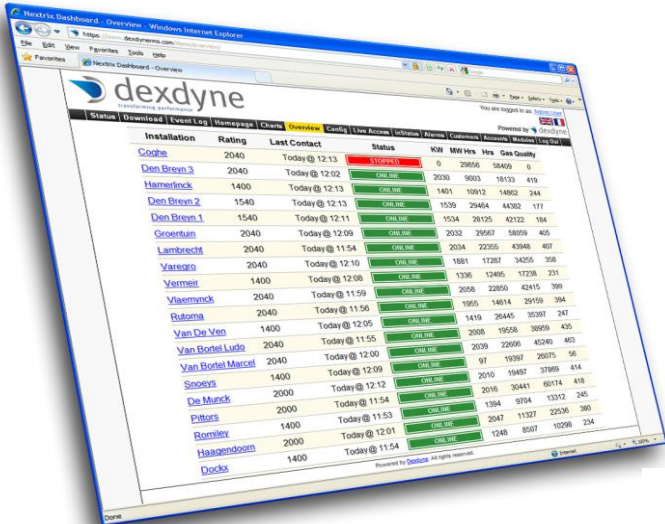 Nextrix Dashboard - Overview - Windows Internet Explorer
https://www.dexdynerms.com/items/overview/
Google
File Edit View Favorites Tools Help
Favorites Nextrix Dashboard - Overview
Page Safety Tools
dexdyne
transforming performance
You are logged in as: Admin User
Powered by dexdyne
Status Download Event Log Homepage Charts Overview Config Live Access InStatus Alarms Customers Accounts Modules Log Out
Installation Rating Last Contact Status KW MW Hrs Hrs Gas Quality
Coghe 2040 Today @ 12:13 STOPPED 0 29856 58409 0
Den Breyn 3 2040 Today @ 12:02 ONLINE 2030 9003 18133 419
Hamerlinck 1400 Today @ 12:13 ONLINE 1401 10912 14862 244
Den Breyn 2 1540 Today @ 12:13 ONLINE 1539 29464 44382 177
Den Breyn 1 1540 Today @ 12:11 ONLINE 1534 28125 42122 184
Groentuin 2040 Today @ 12:09 ONLINE 2032 29567 58059 405
Lambrecht 2040 Today @ 11:54 ONLINE 2034 22355 43948 407
Varegro 2040 Today @ 12:10 ONLINE 1881 17287 34255 358
Vermeir 1400 Today @ 12:08 ONLINE 1336 12495 17238 231
Vlaemynck 2040 Today @ 11:59 ONLINE 2058 22850 42415 399
Rutoma 2040 Today @ 11:56 ONLINE 1955 14614 29159 394
Van De Ven 1400 Today @ 12:05 ONLINE 1419 26445 35397 247
Van Bortel Ludo 2040 Today @ 11:55 ONLINE 2008 19558 38959 435
Van Bortel Marcel 2040 Today @ 12:00 ONLINE 2039 22606 45240 463
Snoeys 1400 Today @ 12:09 ONLINE 97 19397 26075 56
De Munck 2000 Today @ 12:12 ONLINE 2010 19497 37869 414
Pittors 2000 Today @ 11:54 ONLINE 2016 30441 60174 418
Romiley 1400 Today @ 11:53 ONLINE 1394 9704 13312 245
Haagendoorn 2000 Today @ 12:01 ONLINE 2047 11327 22536 380
Dockx 1400 Today @ 11:54 ONLINE 1248 8507 10298 234
Powered by Dexdyne. All rights reserved.
Done Internet 100%